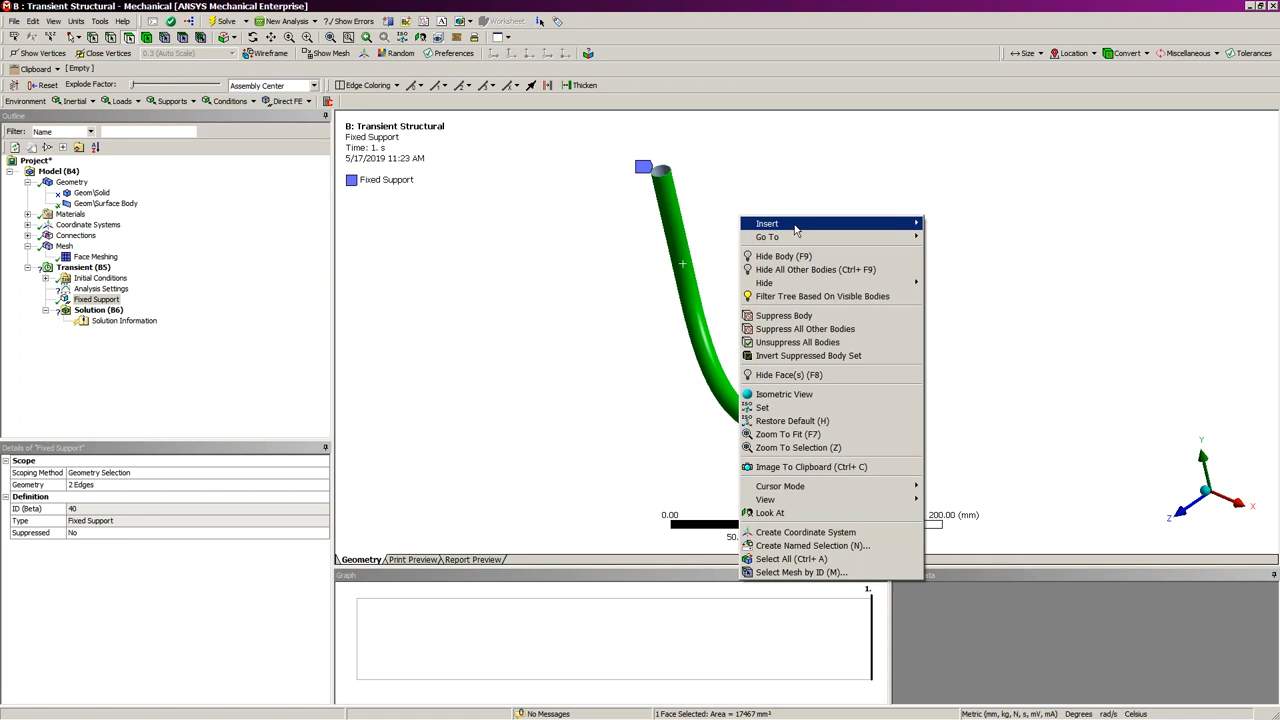 B : Transient Structural - Mechanical [ANSYS Mechanical Enterprise]
File Edit View Units Tools Help Solve New Analysis ?/Show Errors Worksheet
Show Vertices Close Vertices 0.3 (Auto Scale) Wireframe Show Mesh Random Preferences Size Location Convert Miscellaneous Tolerances
Clipboard [Empty]
Reset Explode Factor: Assembly Center Edge Coloring Thicken
Environment Inertial Loads Supports Conditions Direct FE
Outline
Filter: Name
Project*
Model (B4)
Geometry
Geom\Solid
Geom\Surface Body
Materials
Coordinate Systems
Connections
Mesh
Face Meshing
Transient (B5)
Initial Conditions
Analysis Settings
Fixed Support
Solution (B6)
Solution Information
Details of "Fixed Support"
Scope
Scoping Method Geometry Selection
Geometry 2 Edges
Definition
ID (Beta) 40
Type Fixed Support
Suppressed No
B: Transient Structural
Fixed Support
Time: 1. s
5/17/2019 11:23 AM
Fixed Support
Insert
Go To
Hide Body (F9)
Hide All Other Bodies (Ctrl+ F9)
Hide
Filter Tree Based On Visible Bodies
Suppress Body
Suppress All Other Bodies
Unsuppress All Bodies
Invert Suppressed Body Set
Hide Face(s) (F8)
Isometric View
ISO Set
Restore Default (H)
Zoom To Fit (F7)
Zoom To Selection (Z)
Image To Clipboard (Ctrl+ C)
Cursor Mode
View
Look At
Create Coordinate System
Create Named Selection (N)...
Select All (Ctrl+ A)
Select Mesh by ID (M)...
0.00 200.00 (mm)
50.
Y
X
Z
Geometry Print Preview Report Preview
Graph
1.
No Messages 1 Face Selected: Area = 17467 mm² Metric (mm, kg, N, s, mV, mA) Degrees rad/s Celsius